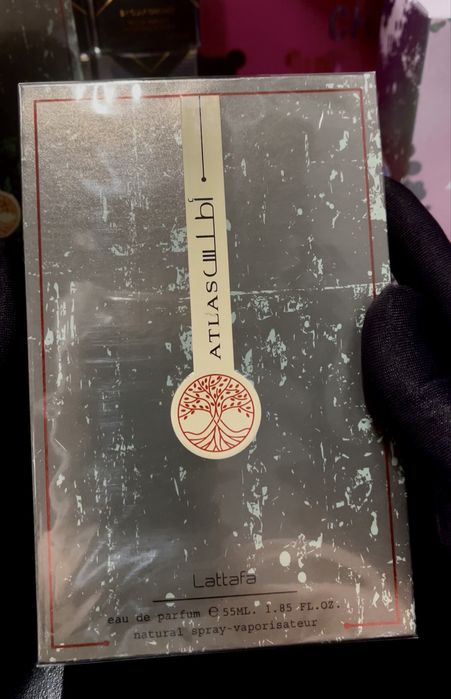 أطلس
ATLAS
Lattafa
eau de parfum ℮ 55ML. 1.85 FL.OZ.
natural spray-vaporisateur